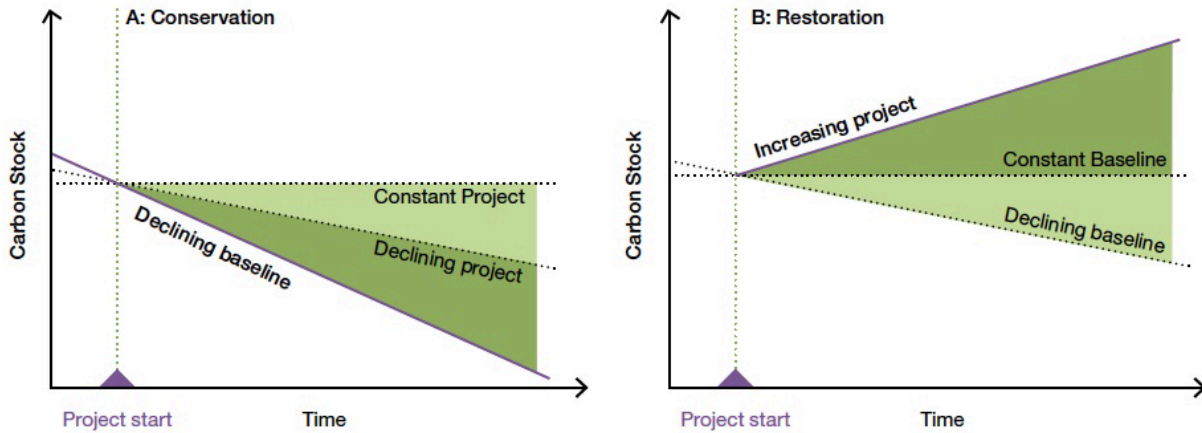 A: Conservation
Carbon Stock
Constant Project
Declining project
Declining baseline
Project start
Time
B: Restoration
Carbon Stock
Increasing project
Constant Baseline
Declining baseline
Project start
Time